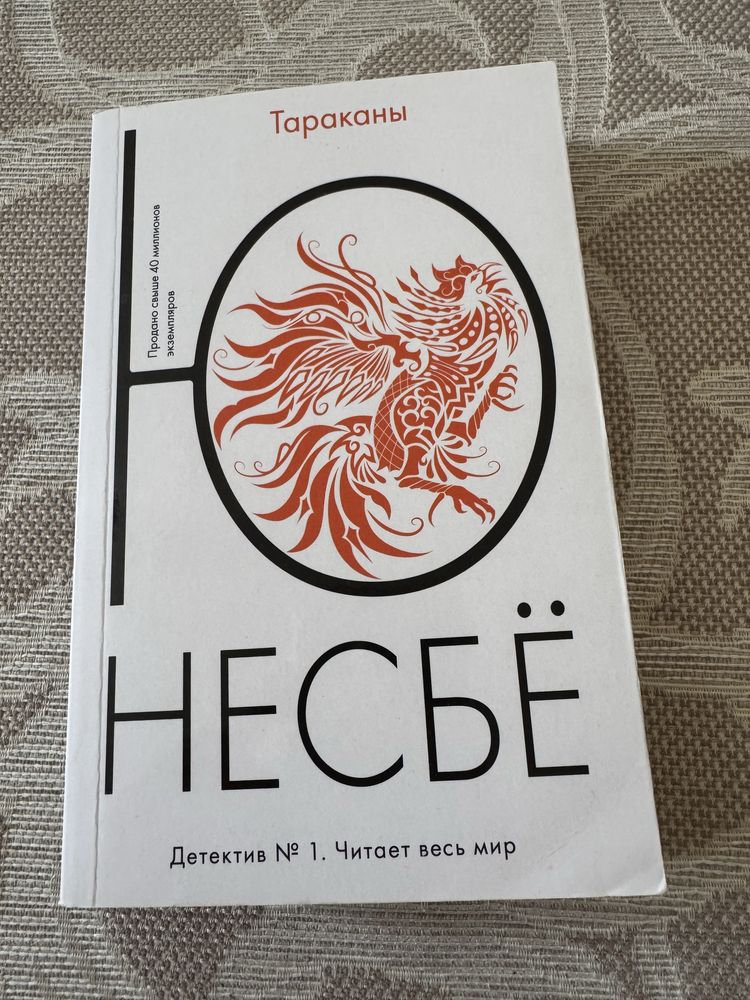 Тараканы
Продано свыше 40 миллионов
экземпляров
Ю
НЕСБЁ
Детектив № 1. Читает весь мир